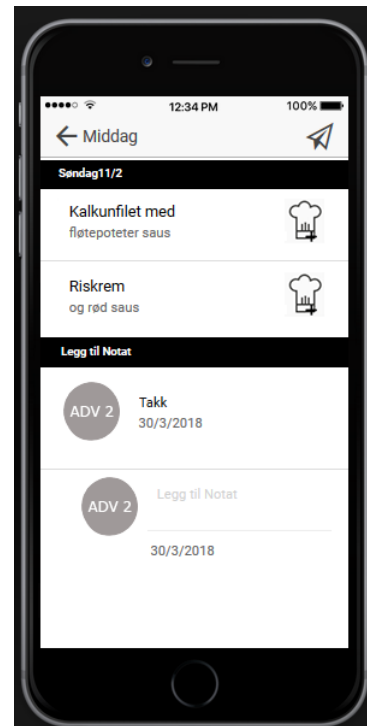 12:34 PM 100%
Middag
Søndag11/2
Kalkunfilet med
fløtepoteter saus
Riskrem
og rød saus
Legg til Notat
ADV 2
Takk
30/3/2018
ADV 2
Legg til Notat
30/3/2018